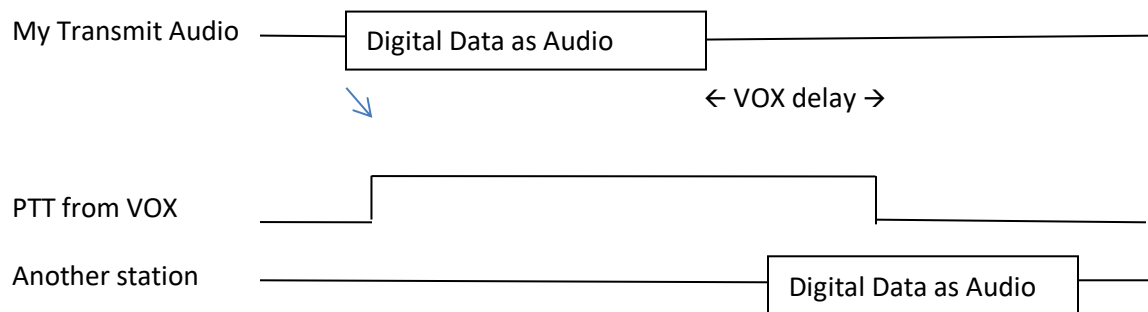 My Transmit Audio
Digital Data as Audio
← VOX delay →
PTT from VOX
Another station
Digital Data as Audio